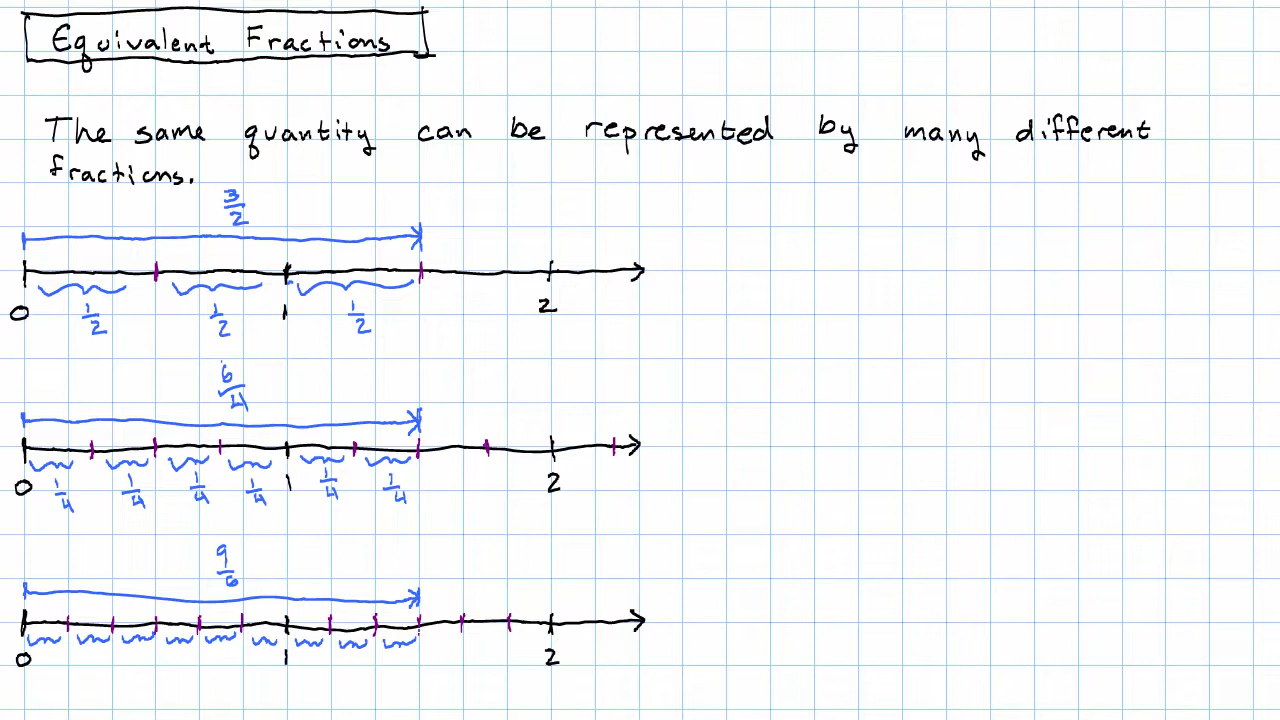 Equivalent Fractions
The same quantity can be represented by many different
fractions.
3/2
1/2 1/2 1/2
0 1 2
6/4
1/4 1/4 1/4 1/4 1/4 1/4
0 1 2
9/6
0 1 2